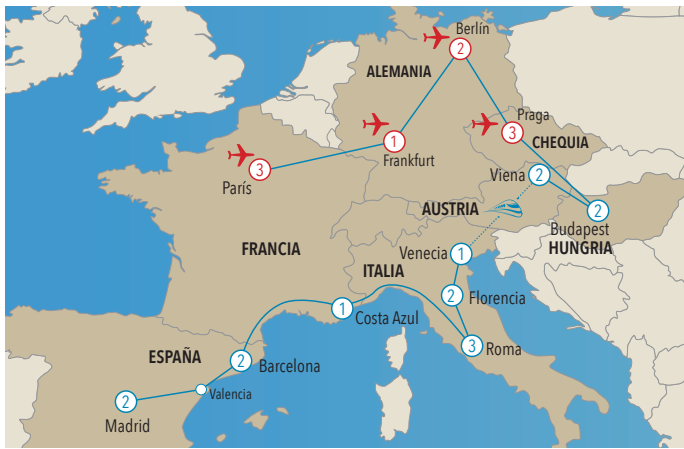 Berlín
2
ALEMANIA
Praga
3
CHEQUIA
1
Frankfurt
3
París
Viena
2
AUSTRIA
2
Budapest
HUNGRIA
FRANCIA
Venecia
1
ITALIA
2
Florencia
1
Costa Azul
3
Roma
ESPAÑA
2
Barcelona
Valencia
2
Madrid